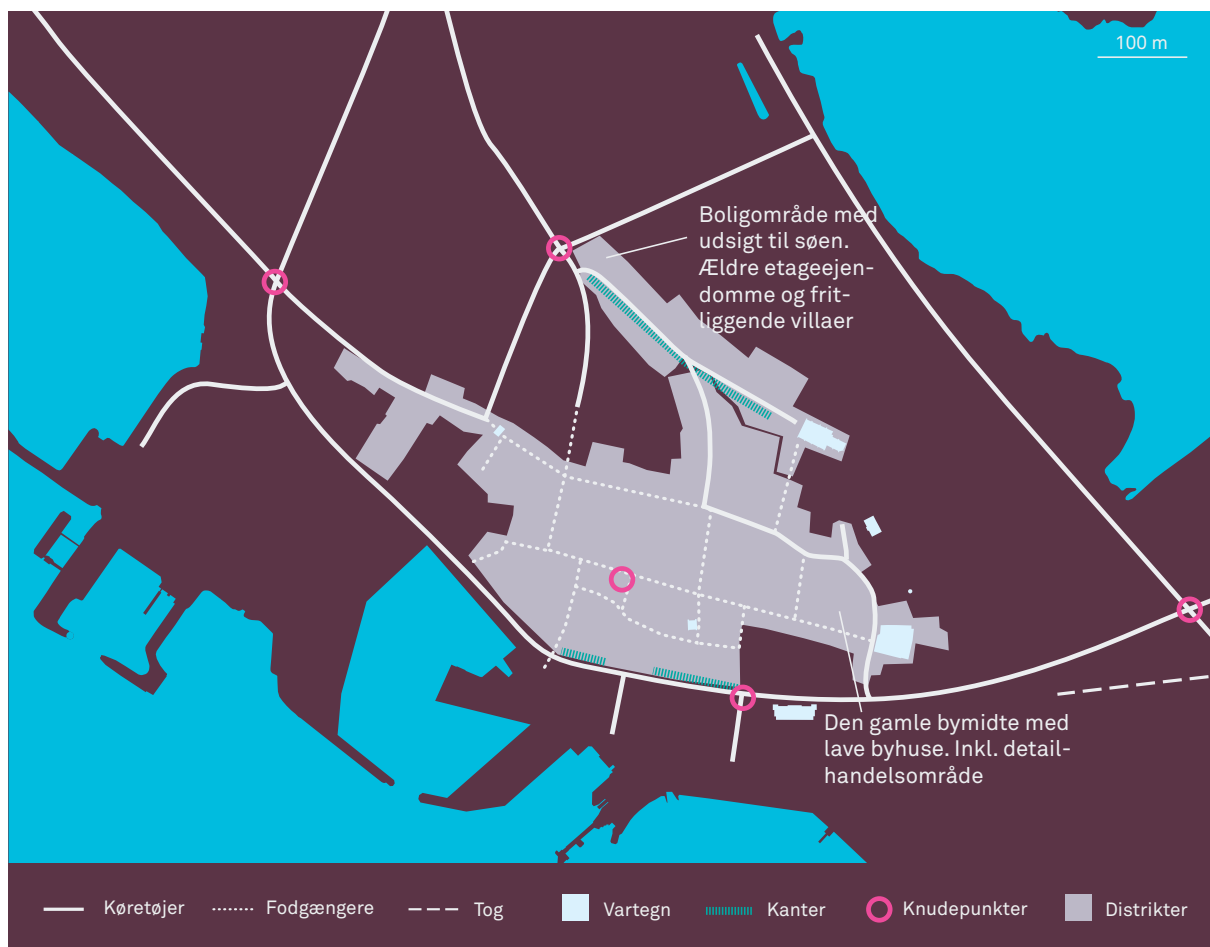 100 m
Boligområde med
udsigt til søen.
Ældre etageejen-
domme og frit-
liggende villaer
Den gamle bymidte med
lave byhuse. Inkl. detail-
handelsområde
Køretøjer
Fodgængere
Tog
Vartegn
Kanter
Knudepunkter
Distrikter